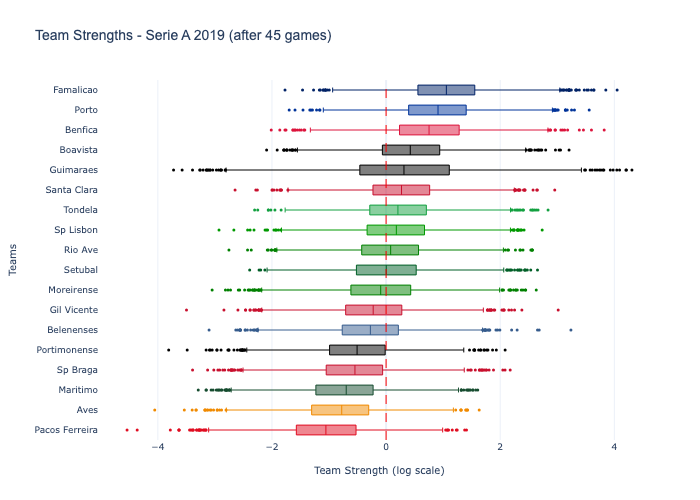 Team Strengths - Serie A 2019 (after 45 games)
Famalicao
Porto
Benfica
Boavista
Guimaraes
Santa Clara
Tondela
Sp Lisbon
Rio Ave
Setubal
Moreirense
Gil Vicente
Belenenses
Portimonense
Sp Braga
Maritimo
Aves
Pacos Ferreira
Teams
−4 −2 0 2 4
Team Strength (log scale)